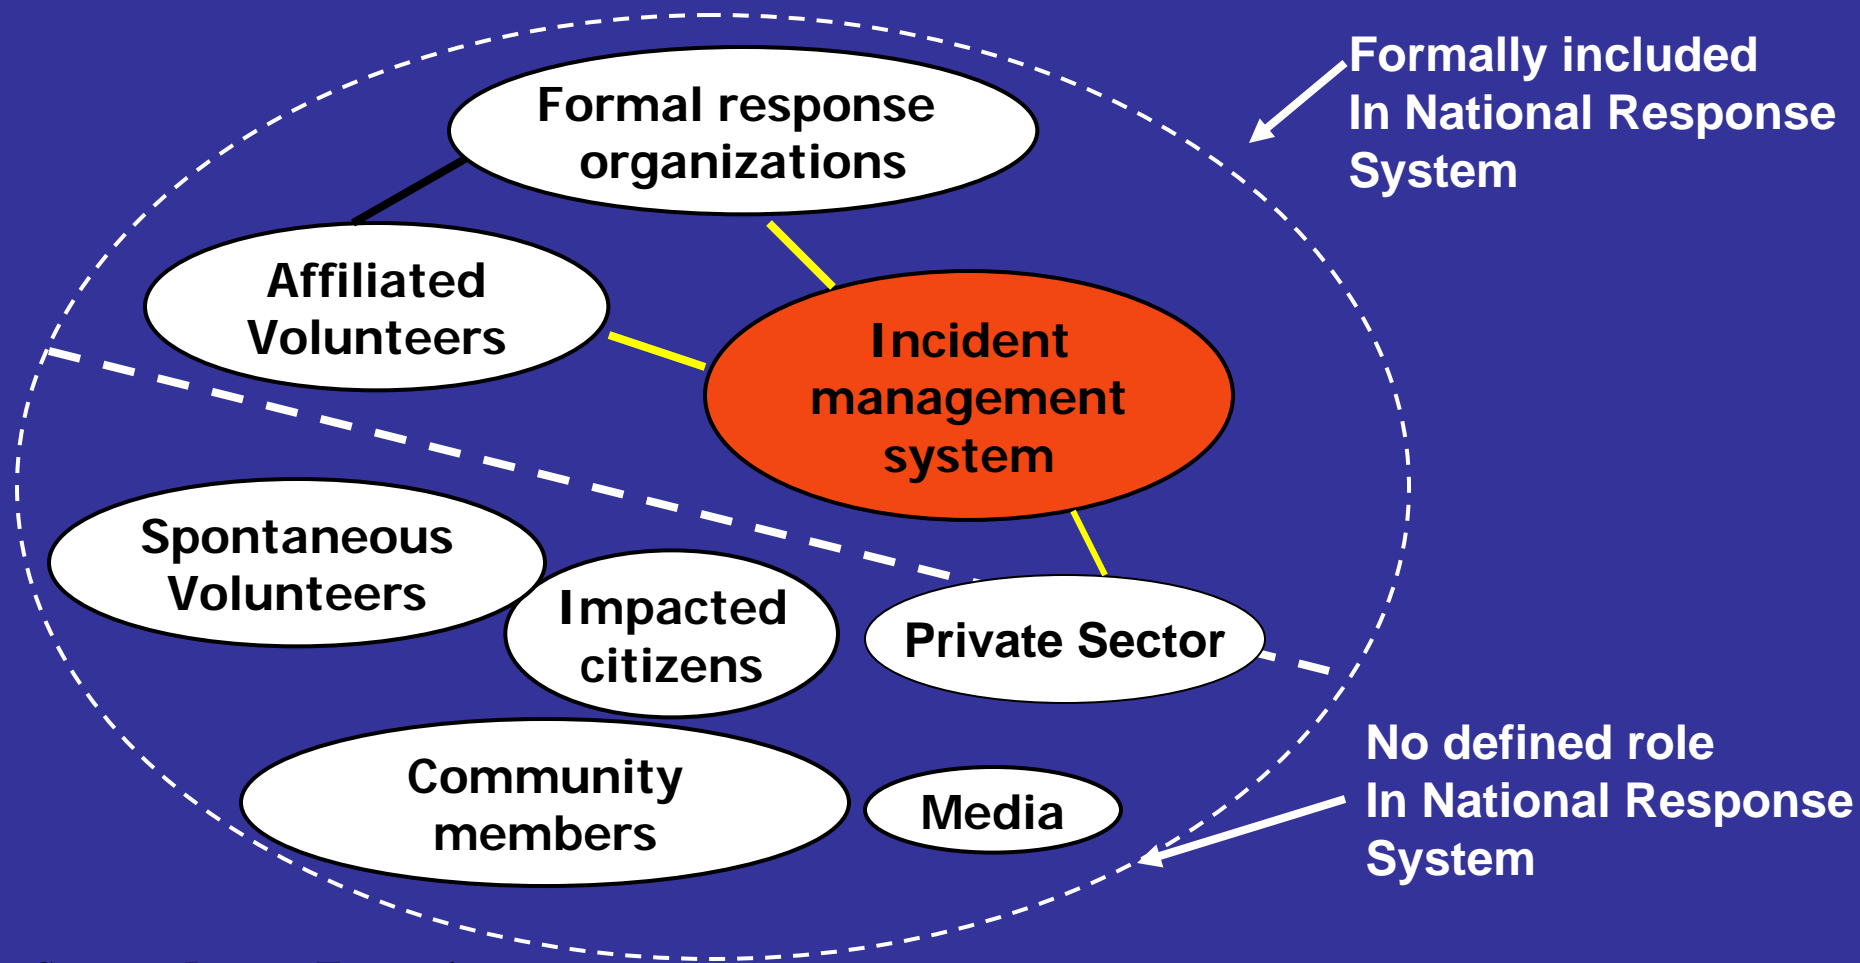 Formal response
organizations
Formally included
In National Response
System
Affiliated
Volunteers
Incident
management
system
Spontaneous
Volunteers
Impacted
citizens
Private Sector
Community
members
Media
No defined role
In National Response
System